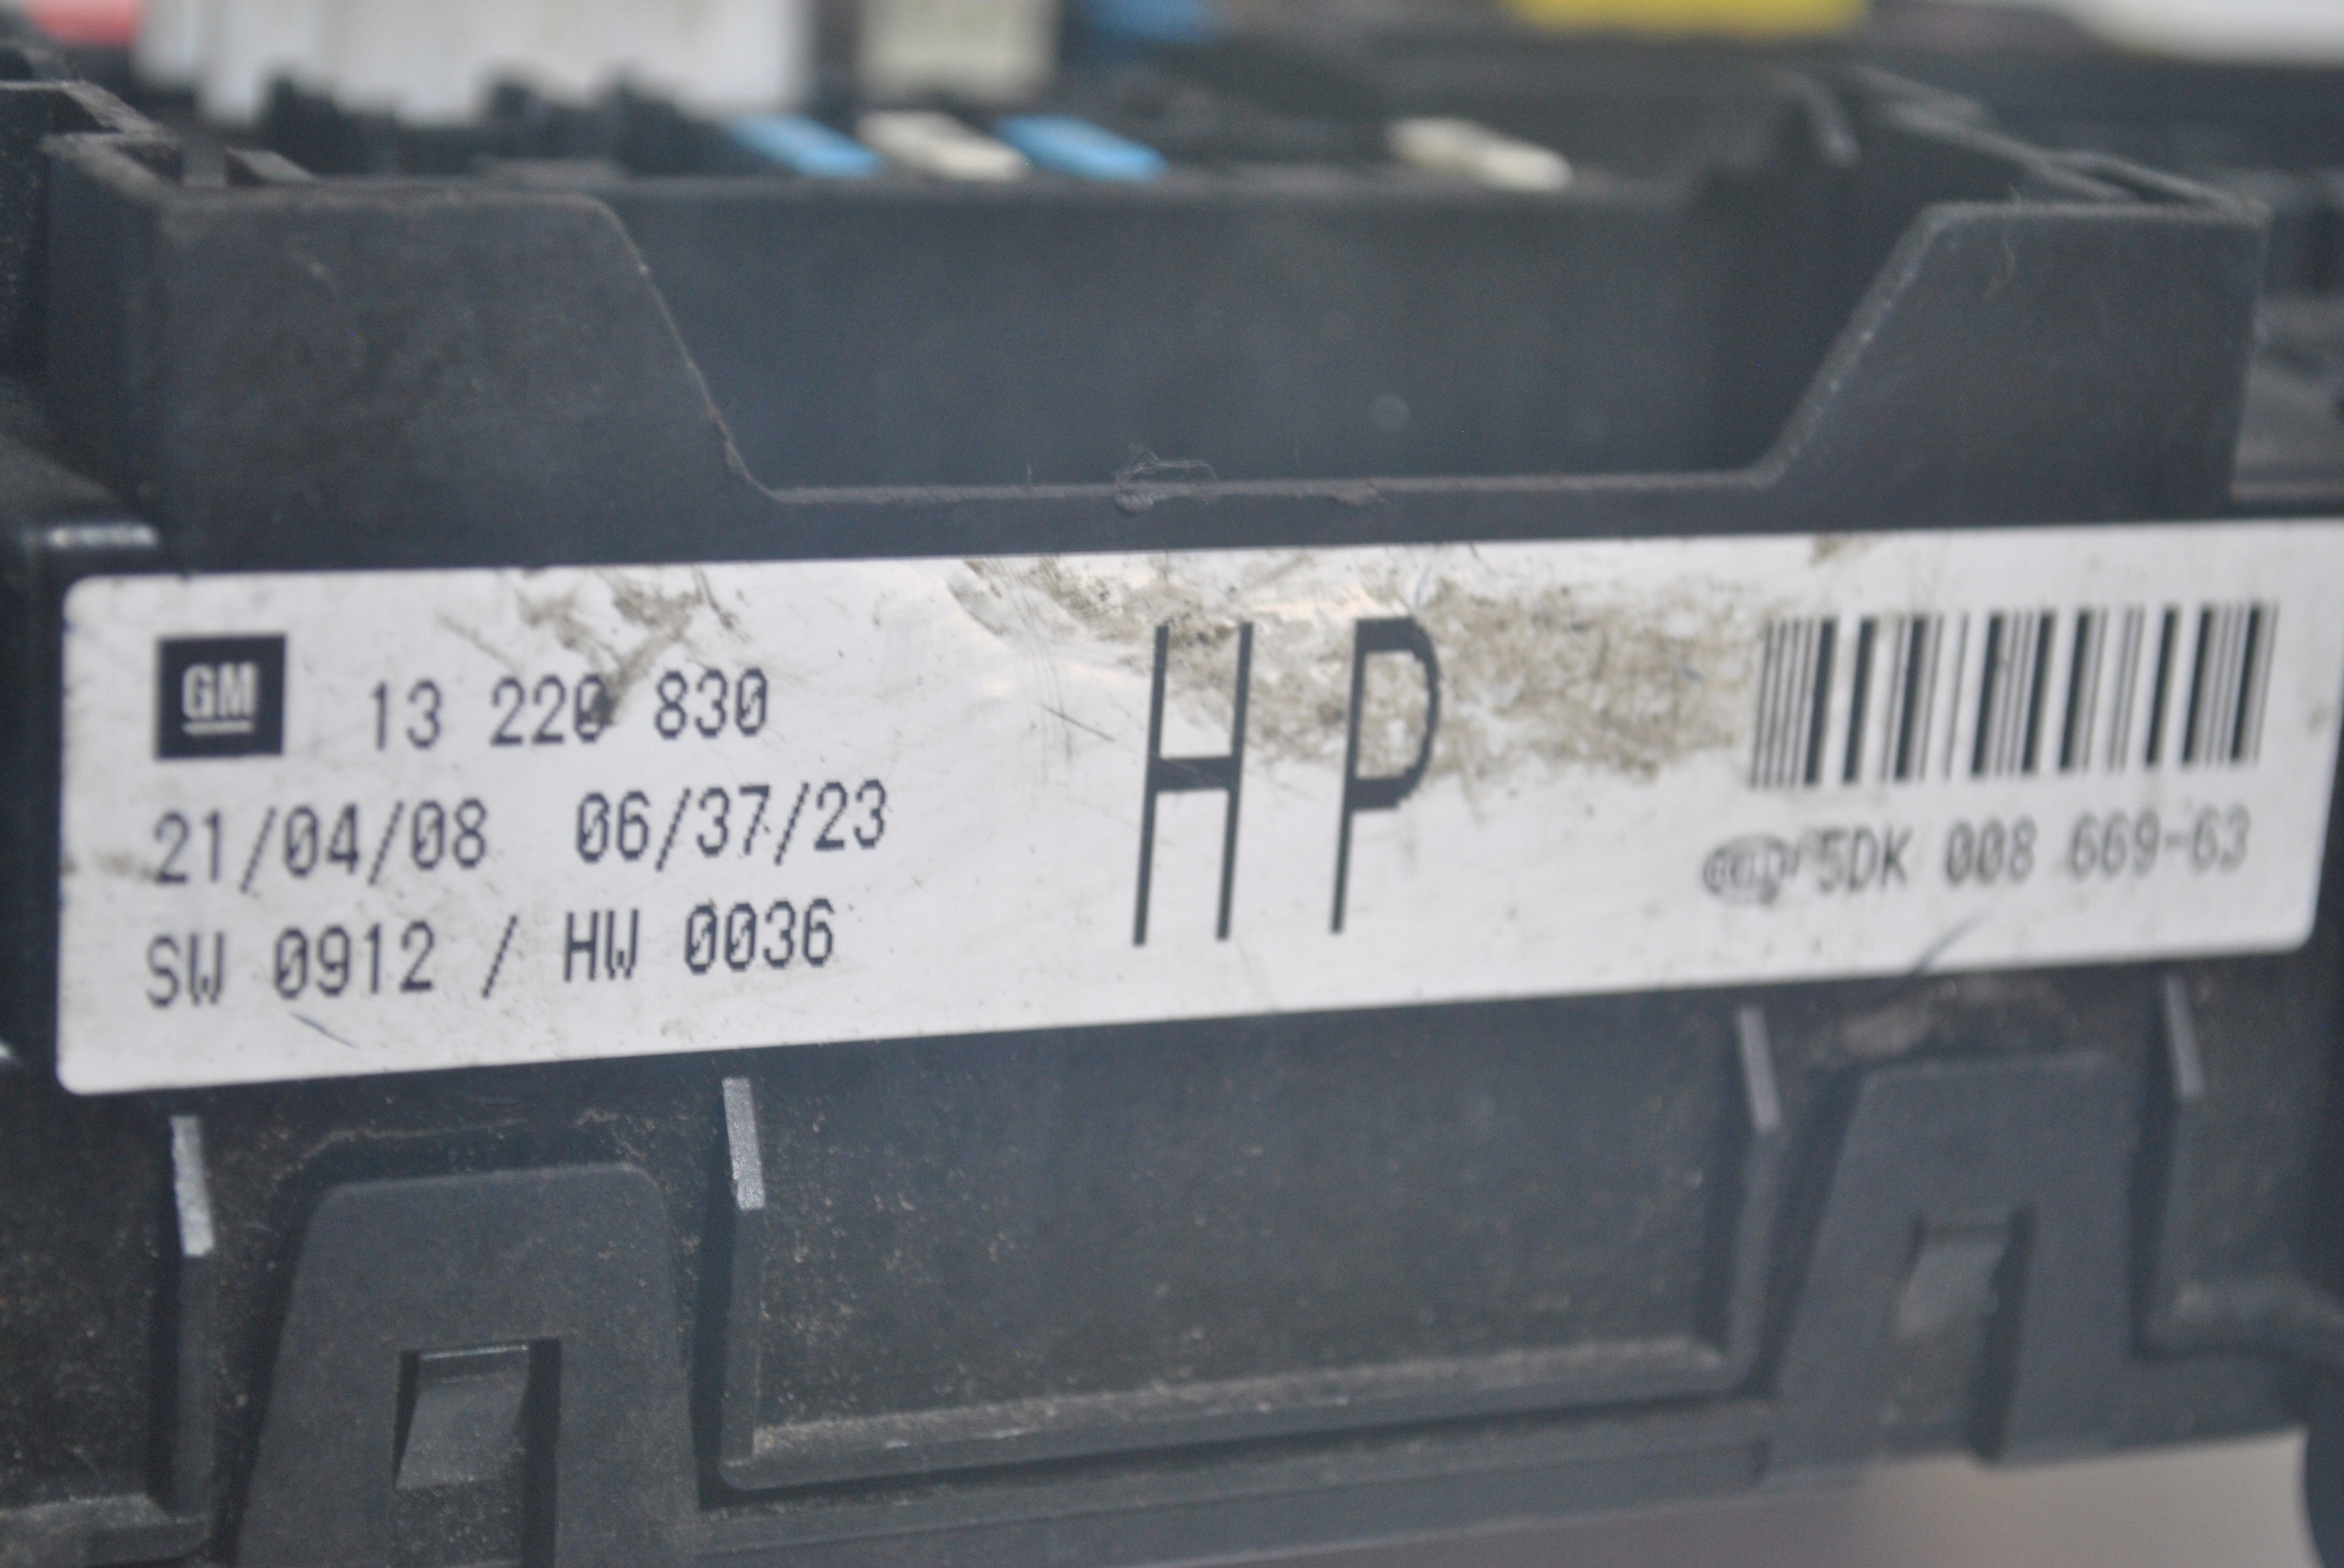 GM 13 220 830
21/04/08 06/37/23
SW 0912 / HW 0036
HP
5DK 008 669-63